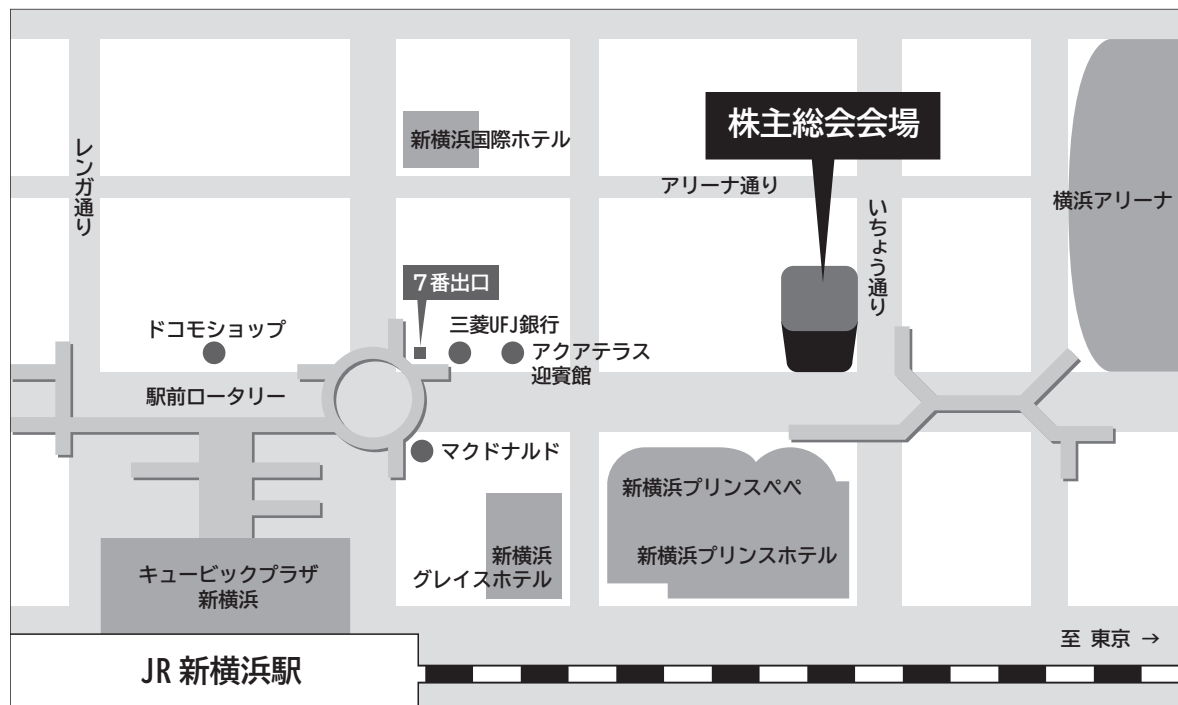 株主総会会場
新横浜国際ホテル
レンガ通り
アリーナ通り
横浜アリーナ
いちょう通り
7番出口
ドコモショップ
三菱UFJ銀行
アクアテラス
迎賓館
駅前ロータリー
マクドナルド
新横浜プリンスペペ
新横浜
グレイスホテル
新横浜プリンスホテル
キュービックプラザ
新横浜
至 東京 →
JR 新横浜駅